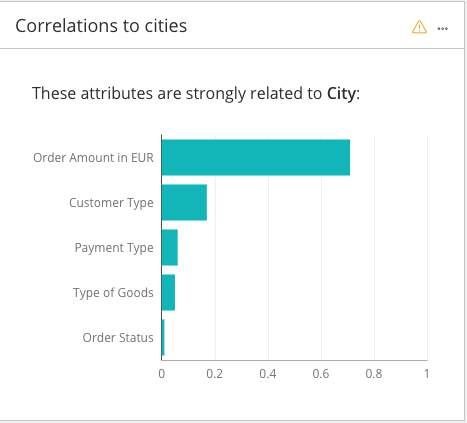 Correlations to cities
These attributes are strongly related to City:
Order Amount in EUR
Customer Type
Payment Type
Type of Goods
Order Status
0 0.2 0.4 0.6 0.8 1